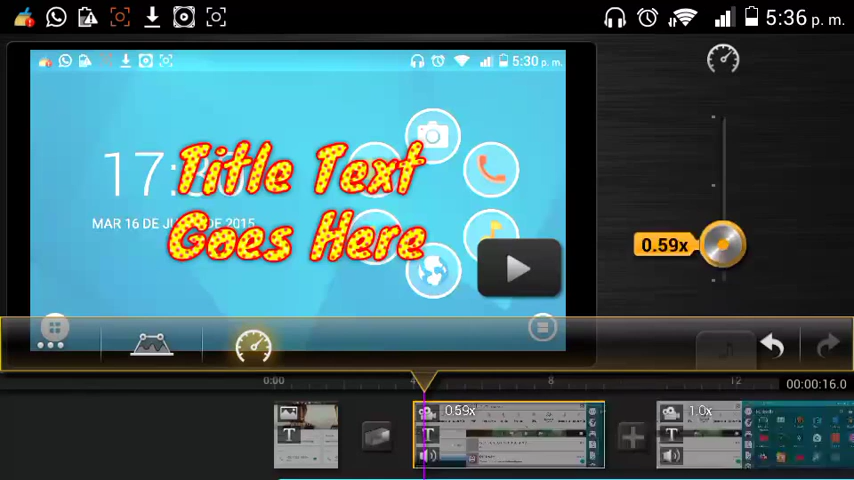 5:36 p. m.
5:30 p. m.
17:3
MAR 16 DE JU DE 2015
Title Text
Goes Here
0.59x
0:00
4
8
12
00:00:16.0
T
0.59x
T
1.0x
T